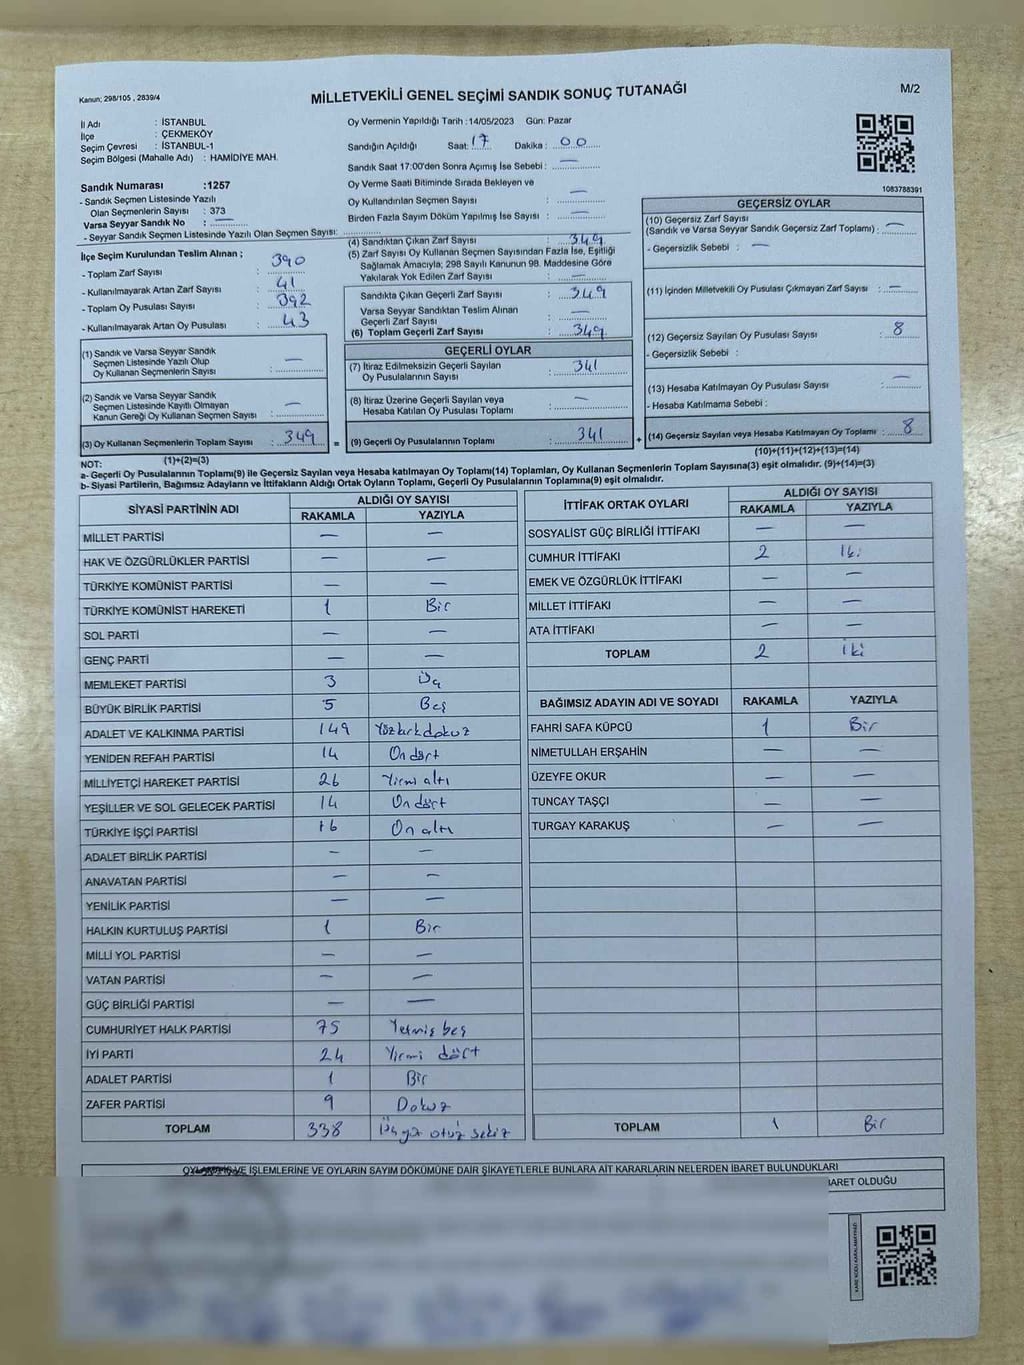 Kanun; 298/105 , 2839/4
MİLLETVEKİLİ GENEL SEÇİMİ SANDIK SONUÇ TUTANAĞI
M/2
İl Adı : İSTANBUL
İlçe : ÇEKMEKÖY
Seçim Çevresi : İSTANBUL-1
Seçim Bölgesi (Mahalle Adı) : HAMİDİYE MAH.
Sandık Numarası :1257
- Sandık Seçmen Listesinde Yazılı
Olan Seçmenlerin Sayısı : 373
Varsa Seyyar Sandık No : —
- Seyyar Sandık Seçmen Listesinde Yazılı Olan Seçmen Sayısı:
Oy Vermenin Yapıldığı Tarih :14/05/2023 Gün: Pazar
Sandığın Açıldığı Saat: 17 Dakika : 00
Sandık Saat 17:00'den Sonra Açımış İse Sebebi : —
Oy Verme Saati Bitiminde Sırada Bekleyen ve
Oy Kullandırılan Seçmen Sayısı : —
Birden Fazla Sayım Döküm Yapılmış İse Sayısı : —
1083788391
İlçe Seçim Kurulundan Teslim Alınan ;
- Toplam Zarf Sayısı : 390
- Kullanılmayarak Artan Zarf Sayısı : 41
- Toplam Oy Pusulası Sayısı : 392
- Kullanılmayarak Artan Oy Pusulası : 43
(4) Sandıktan Çıkan Zarf Sayısı : 349
(5) Zarf Sayısı Oy Kullanan Seçmen Sayısından Fazla İse, Eşitliği
Sağlamak Amacıyla; 298 Sayılı Kanunun 98. Maddesine Göre
Yakılarak Yok Edilen Zarf Sayısı : —
Sandıkta Çıkan Geçerli Zarf Sayısı : 349
Varsa Seyyar Sandıktan Teslim Alınan
Geçerli Zarf Sayısı : —
(6) Toplam Geçerli Zarf Sayısı : 349
GEÇERSİZ OYLAR
(10) Geçersiz Zarf Sayısı
(Sandık ve Varsa Seyyar Sandık Geçersiz Zarf Toplamı) : —
- Geçersizlik Sebebi : —
(11) İçinden Milletvekili Oy Pusulası Çıkmayan Zarf Sayısı : —
(12) Geçersiz Sayılan Oy Pusulası Sayısı : 8
- Geçersizlik Sebebi :
(13) Hesaba Katılmayan Oy Pusulası Sayısı : —
- Hesaba Katılmama Sebebi :
(14) Geçersiz Sayılan veya Hesaba Katılmayan Oy Toplamı : 8
(10)+(11)+(12)+(13)=(14)
(1) Sandık ve Varsa Seyyar Sandık
Seçmen Listesinde Yazılı Olup
Oy Kullanan Seçmenlerin Sayısı : —
(2) Sandık ve Varsa Seyyar Sandık
Seçmen Listesinde Kayıtlı Olmayan
Kanun Gereği Oy Kullanan Seçmen Sayısı : —
(3) Oy Kullanan Seçmenlerin Toplam Sayısı : 349 =
(1)+(2)=(3)
GEÇERLİ OYLAR
(7) İtiraz Edilmeksizin Geçerli Sayılan
Oy Pusulalarının Sayısı : 341
(8) İtiraz Üzerine Geçerli Sayılan veya
Hesaba Katılan Oy Pusulası Toplamı : —
(9) Geçerli Oy Pusulalarının Toplamı : 341 +
NOT:
a- Geçerli Oy Pusulalarının Toplamı(9) ile Geçersiz Sayılan veya Hesaba katılmayan Oy Toplamı(14) Toplamları, Oy Kullanan Seçmenlerin Toplam Sayısına(3) eşit olmalıdır. (9)+(14)=(3)
b- Siyasi Partilerin, Bağımsız Adayların ve İttifakların Aldığı Ortak Oyların Toplamı, Geçerli Oy Pusulalarının Toplamına(9) eşit olmalıdır.
SİYASİ PARTİNİN ADI ALDIĞI OY SAYISI
RAKAMLA YAZIYLA
MİLLET PARTİSİ — —
HAK VE ÖZGÜRLÜKLER PARTİSİ — —
TÜRKİYE KOMÜNİST PARTİSİ — —
TÜRKİYE KOMÜNİST HAREKETİ 1 Bir
SOL PARTİ — —
GENÇ PARTİ — —
MEMLEKET PARTİSİ 3 Üç
BÜYÜK BİRLİK PARTİSİ 5 Beş
ADALET VE KALKINMA PARTİSİ 149 Yüzkırkdokuz
YENİDEN REFAH PARTİSİ 14 On dört
MİLLİYETÇİ HAREKET PARTİSİ 26 Yirmi altı
YEŞİLLER VE SOL GELECEK PARTİSİ 14 On dört
TÜRKİYE İŞÇİ PARTİSİ 16 On altı
ADALET BİRLİK PARTİSİ — —
ANAVATAN PARTİSİ — —
YENİLİK PARTİSİ — —
HALKIN KURTULUŞ PARTİSİ 1 Bir
MİLLİ YOL PARTİSİ — —
VATAN PARTİSİ — —
GÜÇ BİRLİĞİ PARTİSİ — —
CUMHURİYET HALK PARTİSİ 75 Yetmiş beş
İYİ PARTİ 24 Yirmi dört
ADALET PARTİSİ 1 Bir
ZAFER PARTİSİ 9 Dokuz
TOPLAM 338 Üçyüz otuz sekiz
İTTİFAK ORTAK OYLARI ALDIĞI OY SAYISI
RAKAMLA YAZIYLA
SOSYALİST GÜÇ BİRLİĞİ İTTİFAKI — —
CUMHUR İTTİFAKI 2 İki
EMEK VE ÖZGÜRLÜK İTTİFAKI — —
MİLLET İTTİFAKI — —
ATA İTTİFAKI — —
TOPLAM 2 İki
BAĞIMSIZ ADAYIN ADI VE SOYADI RAKAMLA YAZIYLA
FAHRİ SAFA KÜPCÜ 1 Bir
NİMETULLAH ERŞAHİN — —
ÜZEYFE OKUR — —
TUNCAY TAŞÇI — —
TURGAY KARAKUŞ — —
TOPLAM 1 Bir
VE İŞLEMLERİNE VE OYLARIN SAYIM DÖKÜMÜNE DAİR ŞİKAYETLERLE BUNLARA AİT KARARLARIN NELERDEN İBARET BULUNDUKLARI
İBARET OLDUĞU